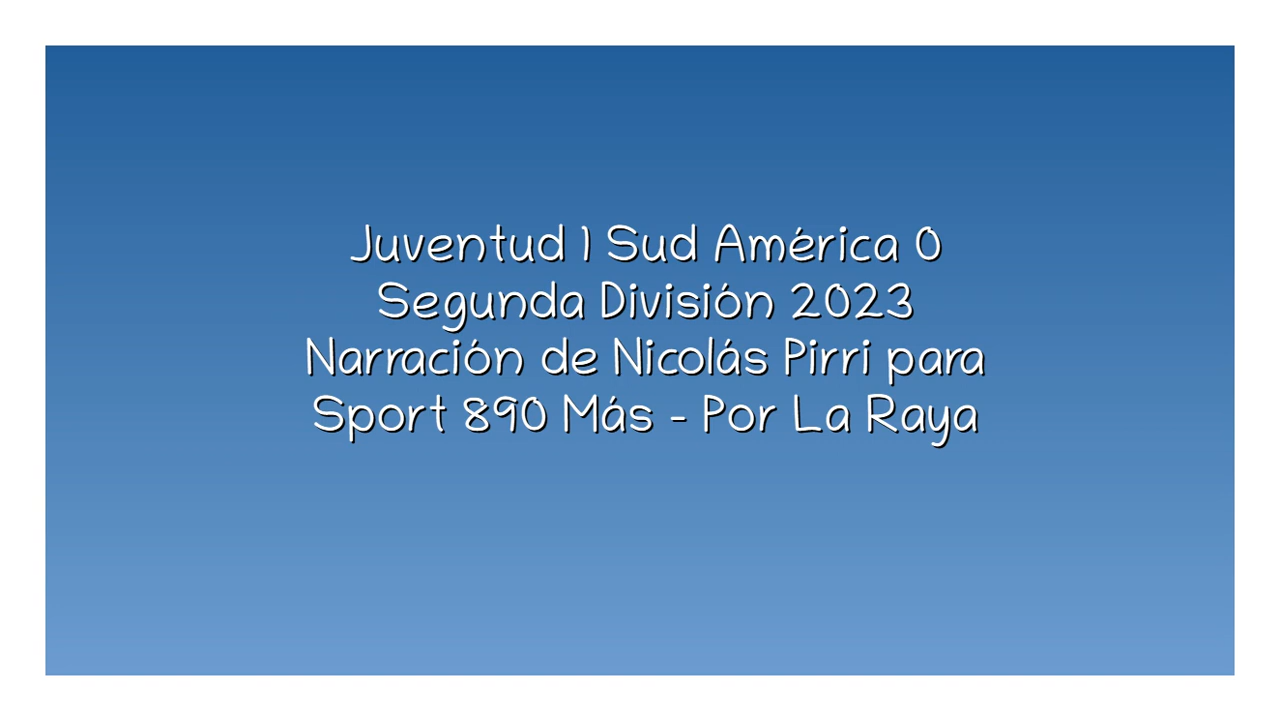 Juventud 1 Sud América 0
Segunda División 2023
Narración de Nicolás Pirri para
Sport 890 Más - Por La Raya